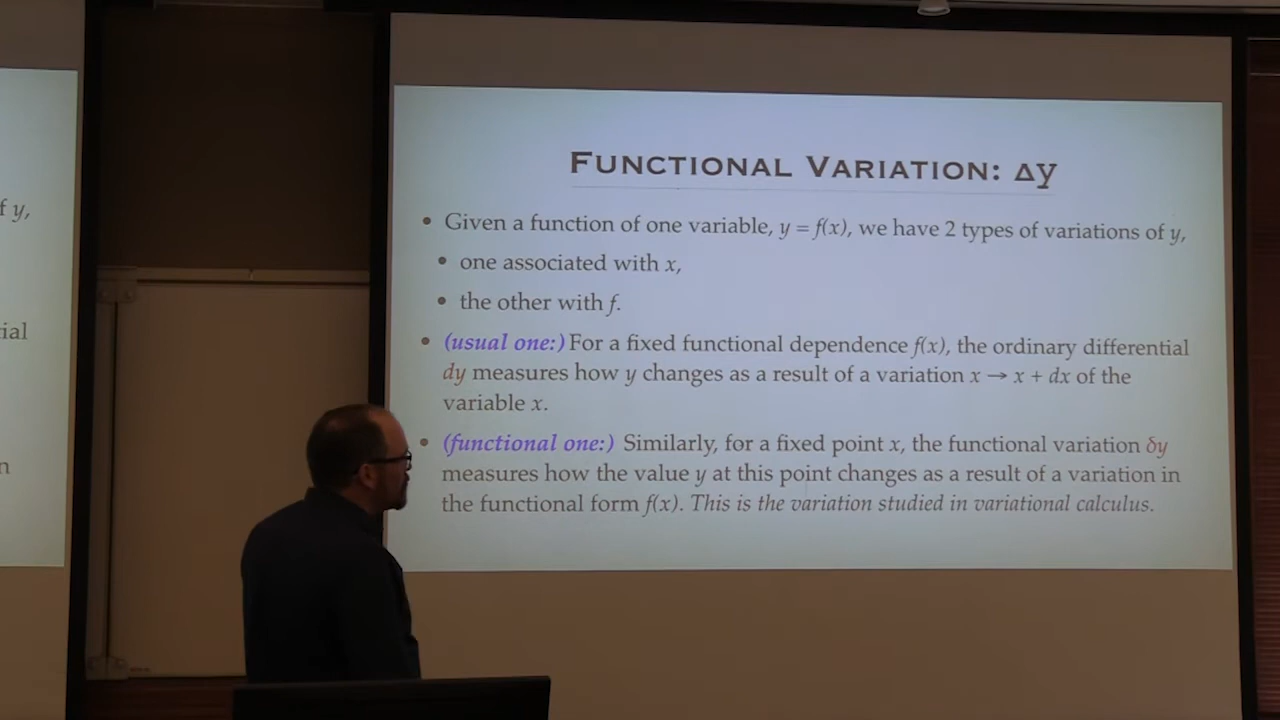 f y,
ial
n
FUNCTIONAL VARIATION: Δy
• Given a function of one variable, y = f(x), we have 2 types of variations of y,
• one associated with x,
• the other with f.
• (usual one:) For a fixed functional dependence f(x), the ordinary differential
dy measures how y changes as a result of a variation x → x + dx of the
variable x.
• (functional one:) Similarly, for a fixed point x, the functional variation δy
measures how the value y at this point changes as a result of a variation in
the functional form f(x). This is the variation studied in variational calculus.